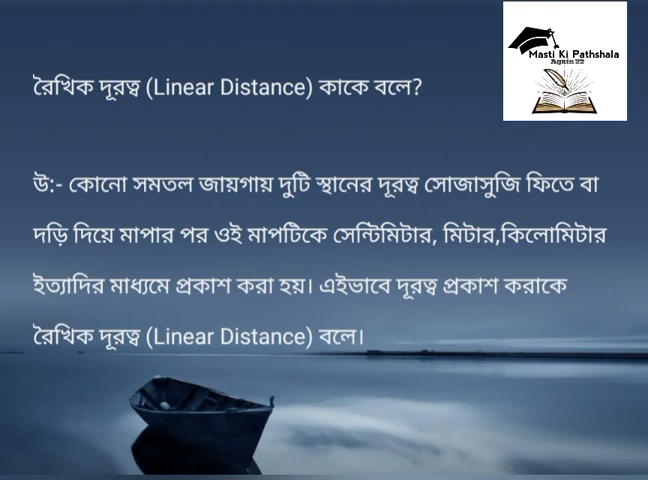 Masti Ki Pathshala
Again 22
রৈখিক দূরত্ব (Linear Distance) কাকে বলে?
উ:- কোনো সমতল জায়গায় দুটি স্থানের দূরত্ব সোজাসুজি ফিতে বা
দড়ি দিয়ে মাপার পর ওই মাপটিকে সেন্টিমিটার, মিটার,কিলোমিটার
ইত্যাদির মাধ্যমে প্রকাশ করা হয়। এইভাবে দূরত্ব প্রকাশ করাকে
রৈখিক দূরত্ব (Linear Distance) বলে।